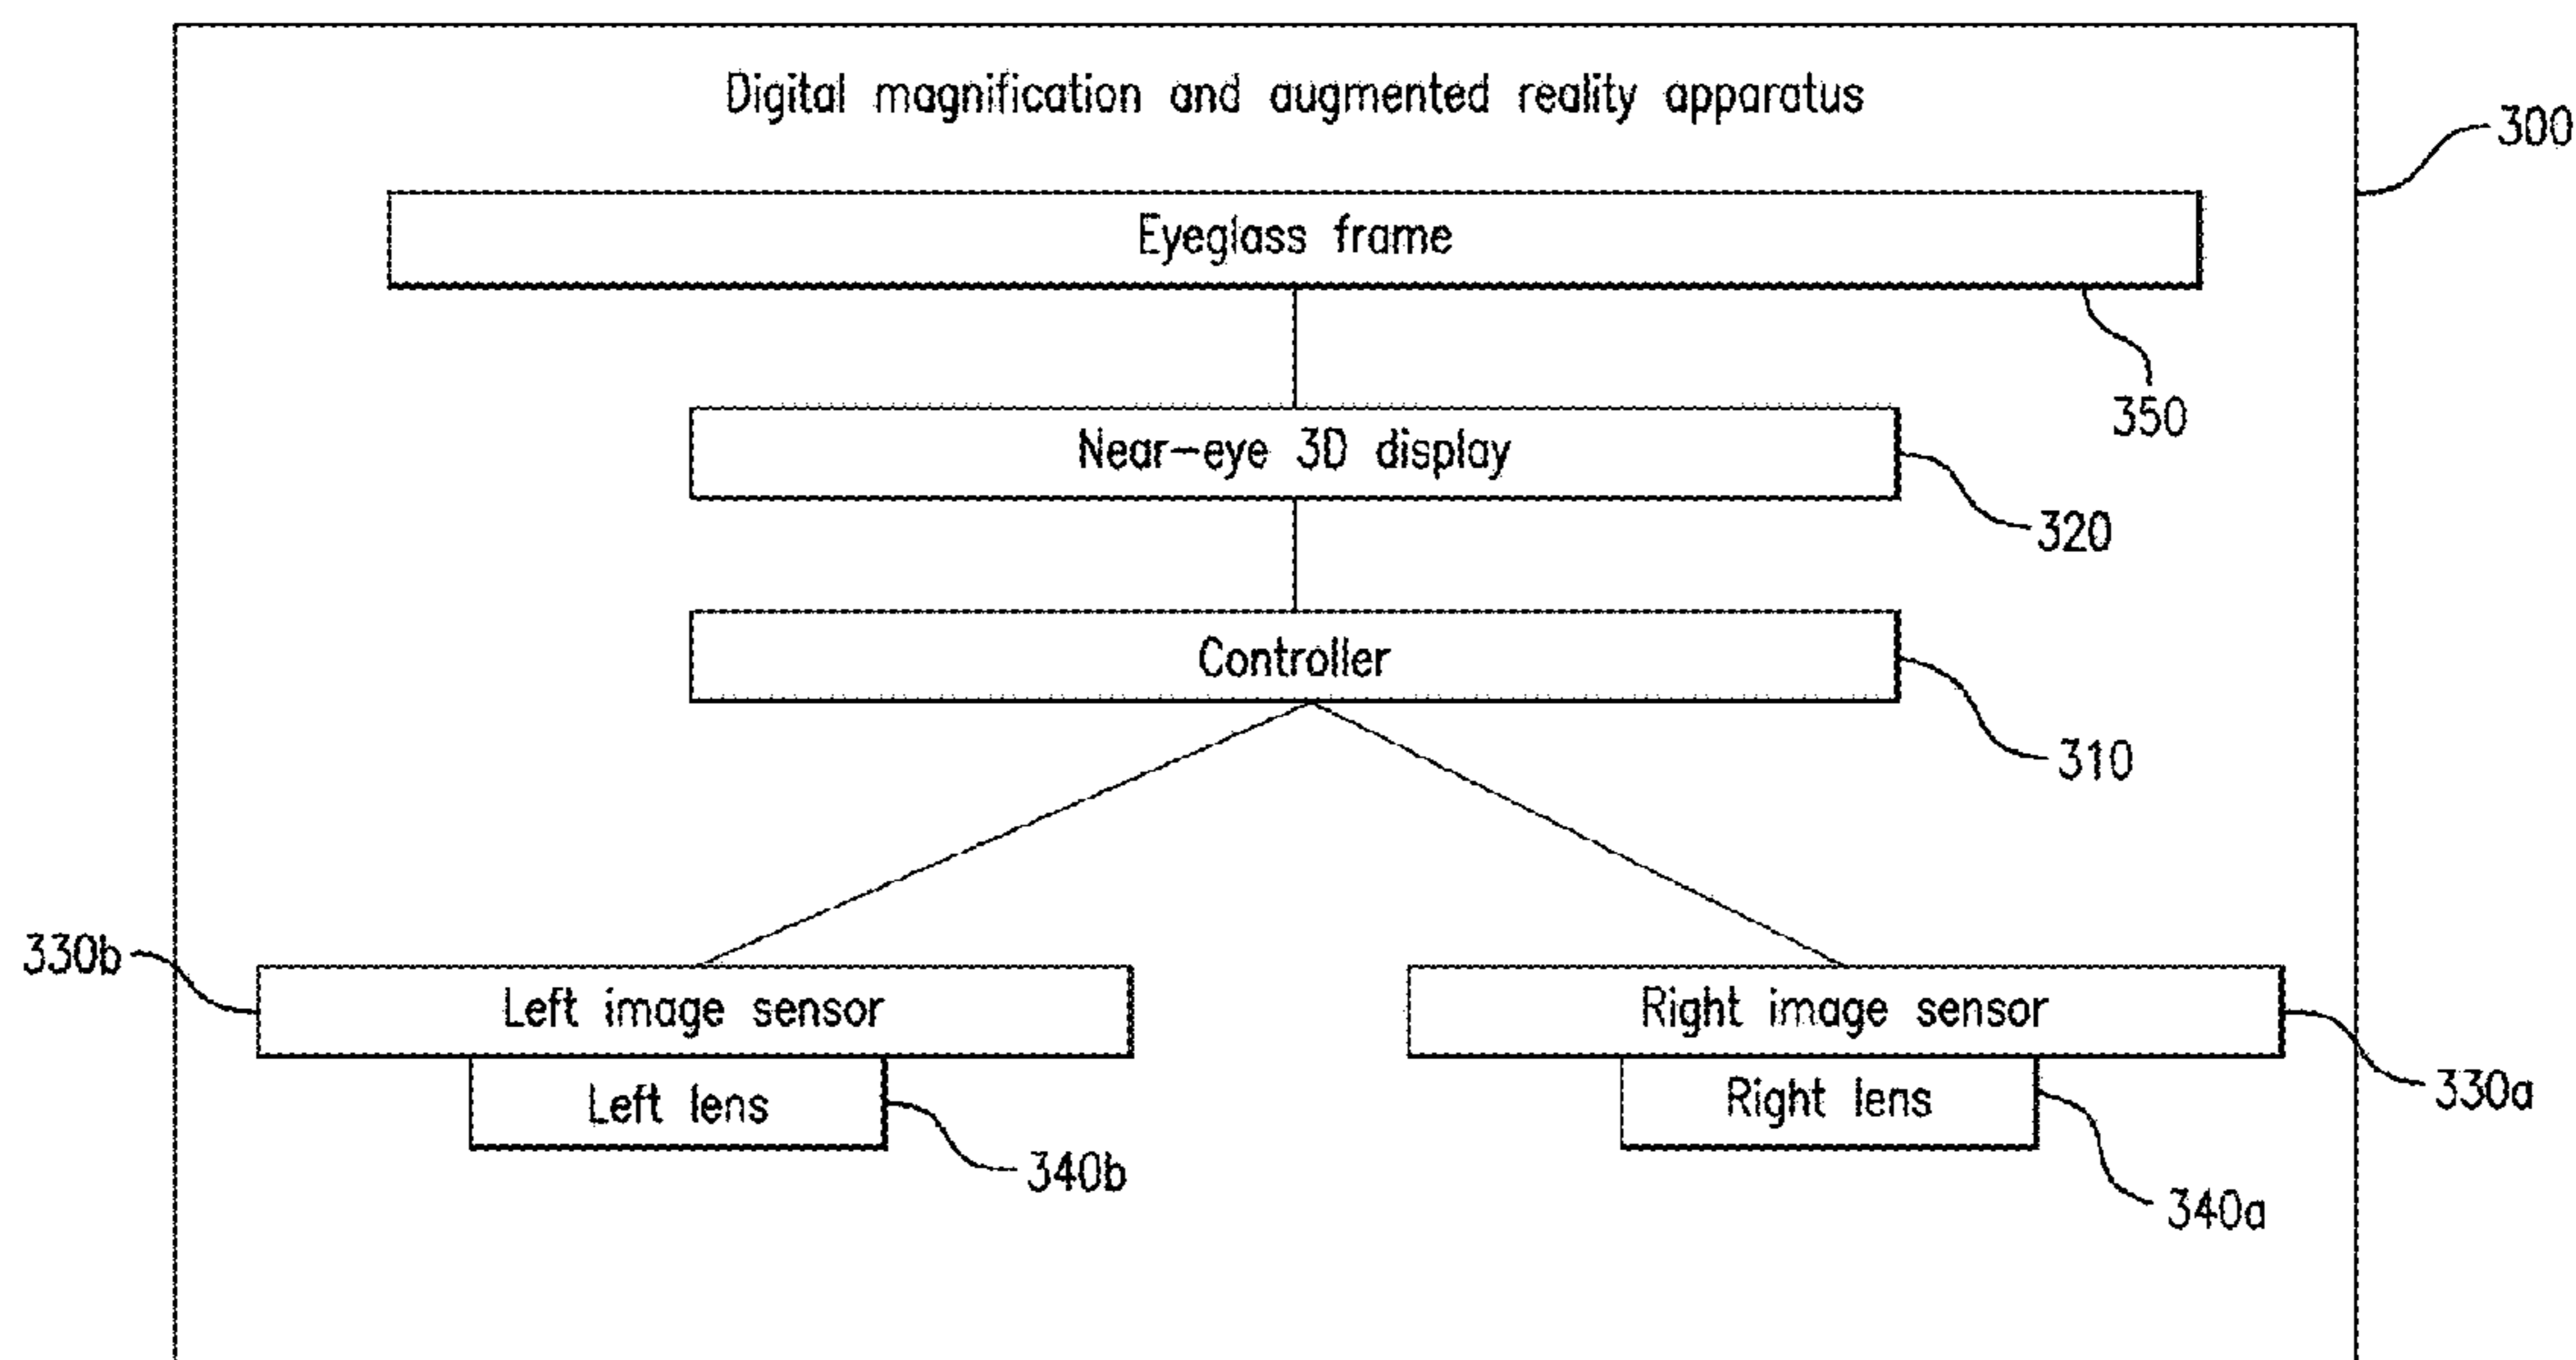 Digital magnification and augmented reality apparatus
300
Eyeglass frame
350
Near-eye 3D display
320
Controller
310
330b
Left image sensor
Right image sensor
330a
Left lens
Right lens
340b
340a